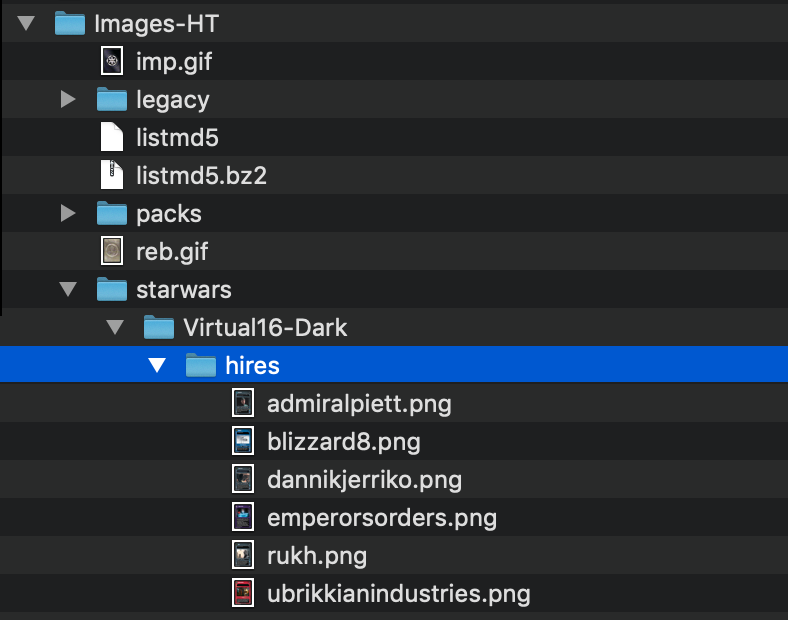 Images-HT
imp.gif
legacy
listmd5
listmd5.bz2
packs
reb.gif
starwars
Virtual16-Dark
hires
admiralpiett.png
blizzard8.png
dannikjerriko.png
emperorsorders.png
rukh.png
ubrikkianindustries.png